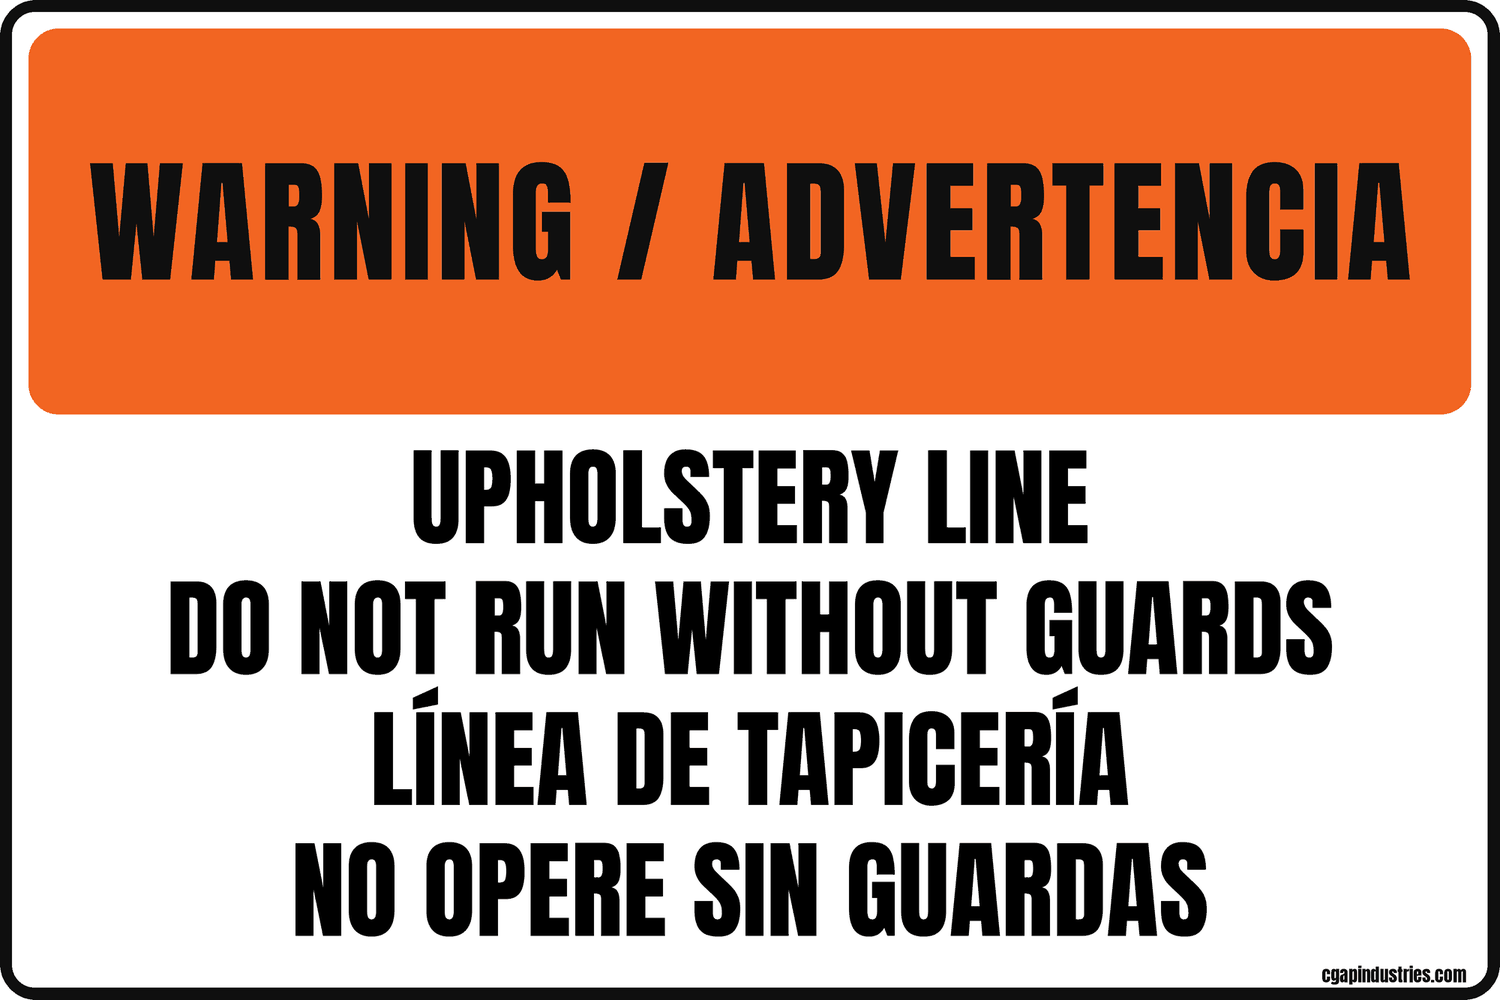 WARNING / ADVERTENCIA
UPHOLSTERY LINE
DO NOT RUN WITHOUT GUARDS
LÍNEA DE TAPICERÍA
NO OPERE SIN GUARDAS
cgapindustries.com